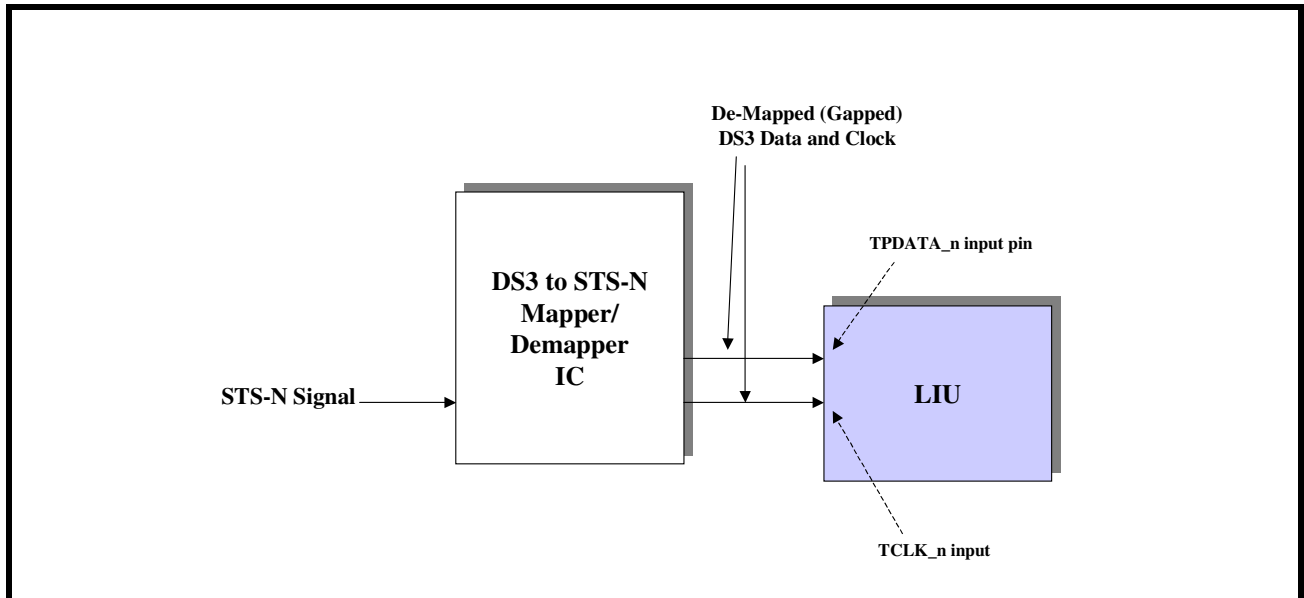 De-Mapped (Gapped)
DS3 Data and Clock
TPDATA_n input pin
DS3 to STS-N
Mapper/
Demapper
IC
STS-N Signal
LIU
TCLK_n input